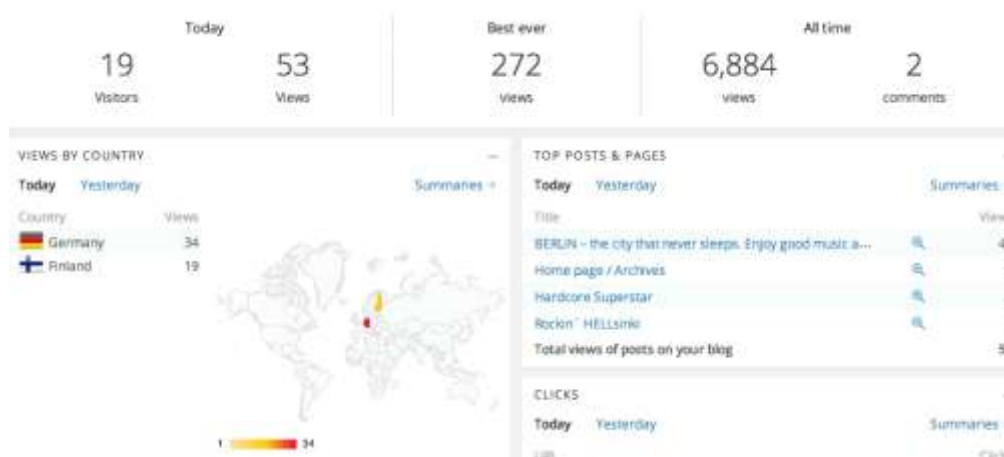 Today
Best ever
All time
19
53
272
6,884
2
Visitors
Views
views
views
comments
VIEWS BY COUNTRY
Today Yesterday Summaries
Country Views
Germany 34
Finland 19
1 34
TOP POSTS & PAGES
Today Yesterday Summaries
Title
BERLIN - the city that never sleeps. Enjoy good music a...
Home page / Archives
Hardcore Superstar
Rockin´ HELLsinki
Total views of posts on your blog
CLICKS
Today Yesterday Summaries
URL